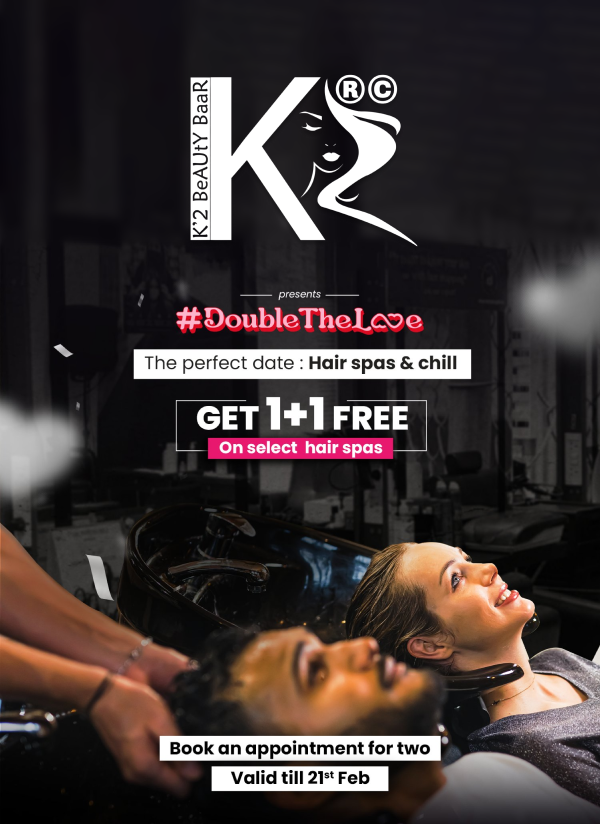 K'2 BeAUtY BaaR
K2 ® ©
presents
#DoubleTheLove
The perfect date : Hair spas & chill
GET 1+1 FREE
On select hair spas
Book an appointment for two
Valid till 21st Feb